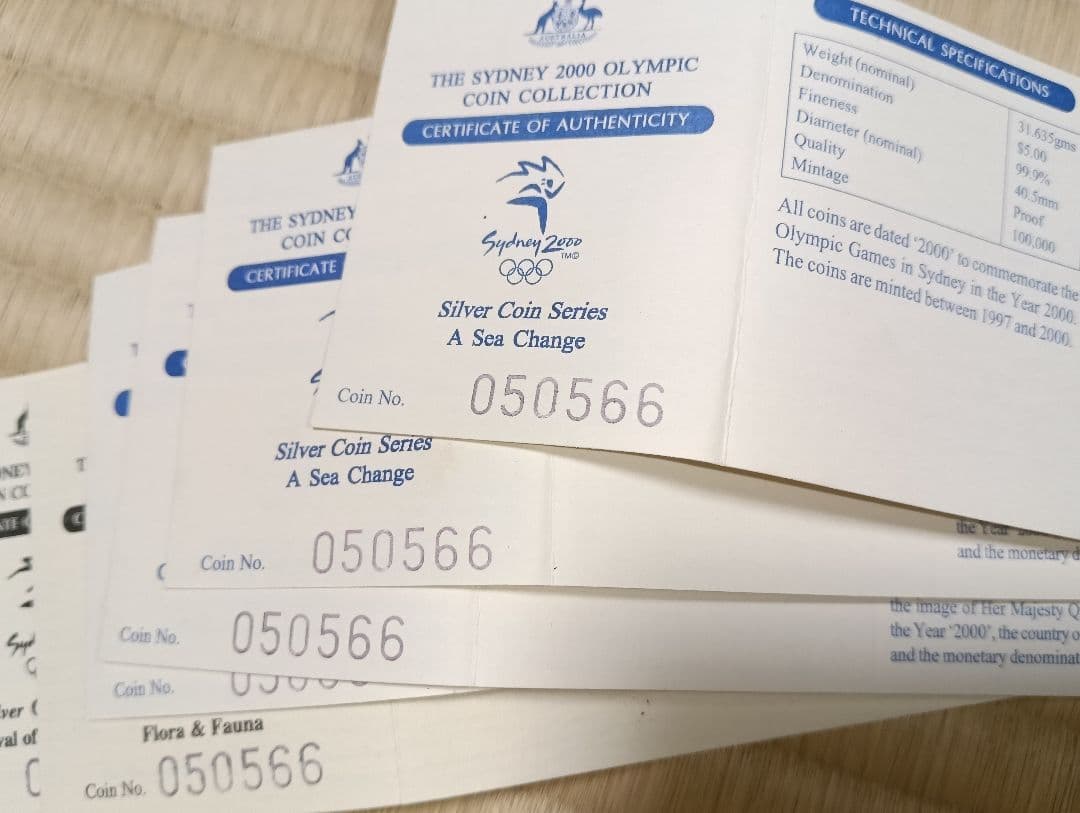 AUSTRALIA
THE SYDNEY 2000 OLYMPIC
COIN COLLECTION
CERTIFICATE OF AUTHENTICITY
Sydney 2000
TM©
Silver Coin Series
A Sea Change
Coin No. 050566
TECHNICAL SPECIFICATIONS
Weight (nominal) 31.635gms
Denomination $5.00
Fineness 99.9%
Diameter (nominal) 40.5mm
Quality Proof
Mintage 100,000
All coins are dated '2000' to commemorate the
Olympic Games in Sydney in the Year 2000.
The coins are minted between 1997 and 2000.
THE SYDNEY
COIN CO
CERTIFICATE
Silver Coin Series
A Sea Change
Coin No. 050566
the Year
and the monetary d
Coin No. 050566
the image of Her Majesty Q
the Year '2000', the country o
and the monetary denominat
Coin No.
Flora & Fauna
Coin No. 050566